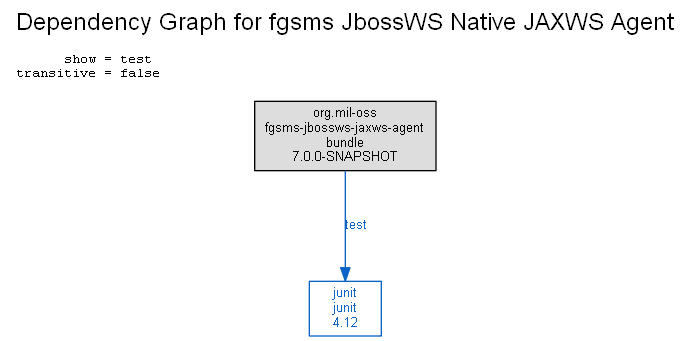 Dependency Graph for fgsms JbossWS Native JAXWS Agent
show = test
transitive = false
org.mil-oss
fgsms-jbossws-jaxws-agent
bundle
7.0.0-SNAPSHOT
test
junit
junit
4.12